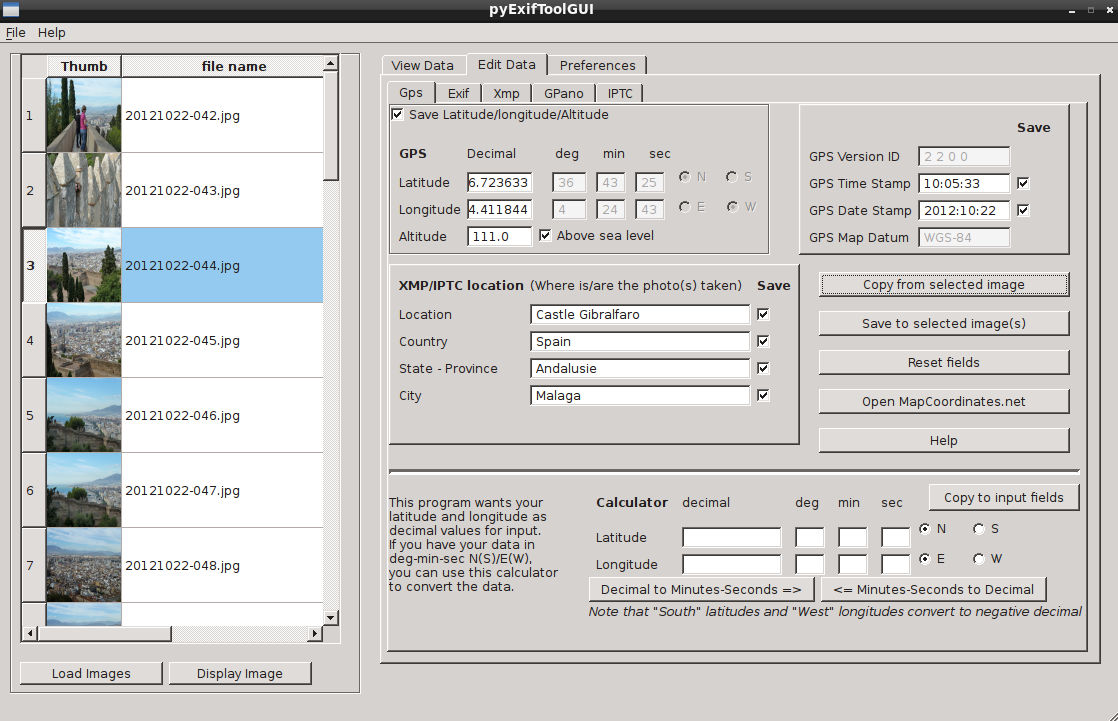 pyExifToolGUI
File Help
Thumb file name
1 20121022-042.jpg
2 20121022-043.jpg
3 20121022-044.jpg
4 20121022-045.jpg
5 20121022-046.jpg
6 20121022-047.jpg
7 20121022-048.jpg
Load Images Display Image
View Data Edit Data Preferences
Gps Exif Xmp GPano IPTC
Save Latitude/longitude/Altitude
GPS Decimal deg min sec
Latitude 6.723633 36 43 25 N S
Longitude 4.411844 4 24 43 E W
Altitude 111.0 Above sea level
Save
GPS Version ID 2 2 0 0
GPS Time Stamp 10:05:33
GPS Date Stamp 2012:10:22
GPS Map Datum WGS-84
XMP/IPTC location (Where is/are the photo(s) taken) Save
Location Castle Gibralfaro
Country Spain
State - Province Andalusie
City Malaga
Copy from selected image
Save to selected image(s)
Reset fields
Open MapCoordinates.net
Help
This program wants your
latitude and longitude as
decimal values for input.
If you have your data in
deg-min-sec N(S)/E(W),
you can use this calculator
to convert the data.
Calculator decimal deg min sec Copy to input fields
Latitude N S
Longitude E W
Decimal to Minutes-Seconds => <= Minutes-Seconds to Decimal
Note that "South" latitudes and "West" longitudes convert to negative decimal